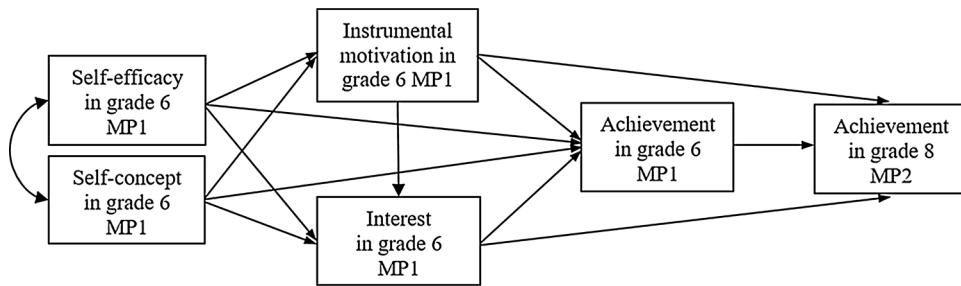 Self-efficacy
in grade 6
MP1
Self-concept
in grade 6
MP1
Instrumental
motivation in
grade 6 MP1
Interest
in grade 6
MP1
Achievement
in grade 6
MP1
Achievement
in grade 8
MP2